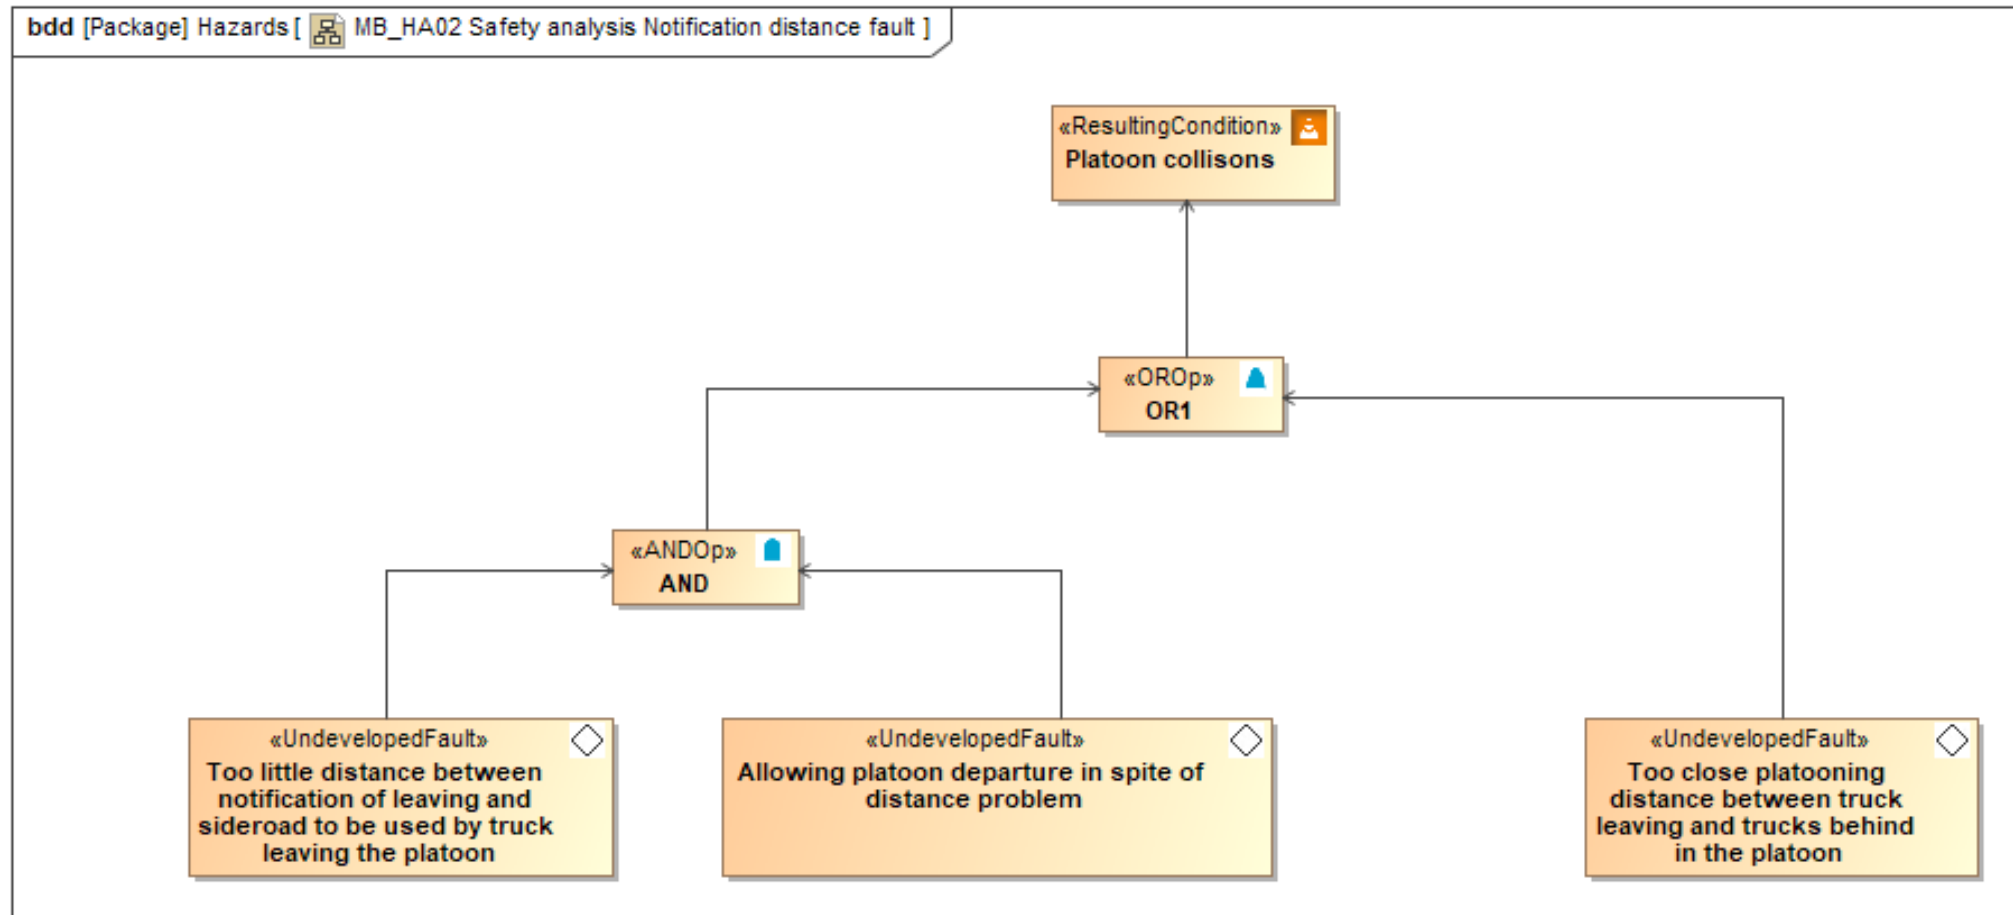 bdd [Package] Hazards [ MB_HA02 Safety analysis Notification distance fault ]
«ResultingCondition»
Platoon collisons
«OROp»
OR1
«ANDOp»
AND
«UndevelopedFault»
Too little distance between
notification of leaving and
sideroad to be used by truck
leaving the platoon
«UndevelopedFault»
Allowing platoon departure in spite of
distance problem
«UndevelopedFault»
Too close platooning
distance between truck
leaving and trucks behind
in the platoon